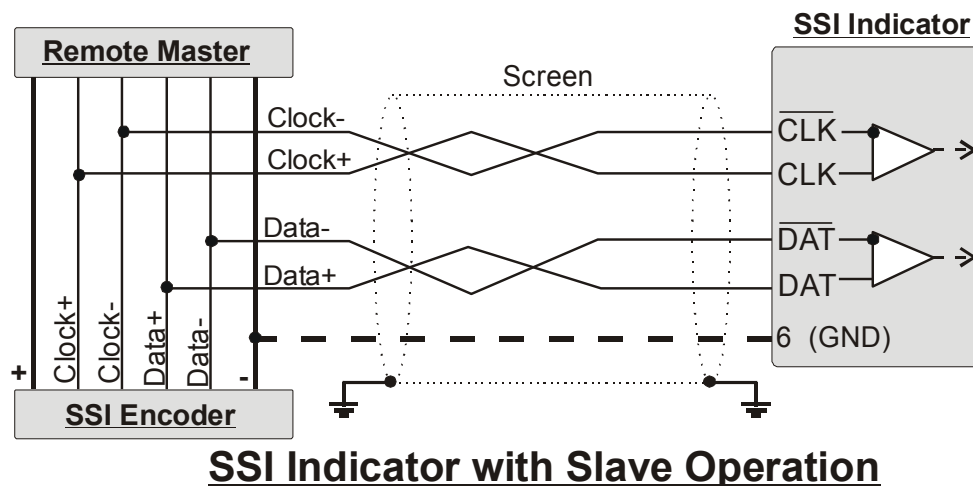 SSI Indicator
Remote Master
Screen
Clock-
CLK
Clock+
CLK
Data-
DAT
Data+
DAT
6 (GND)
+
Clock+
Clock-
Data+
Data-
-
SSI Encoder
SSI Indicator with Slave Operation